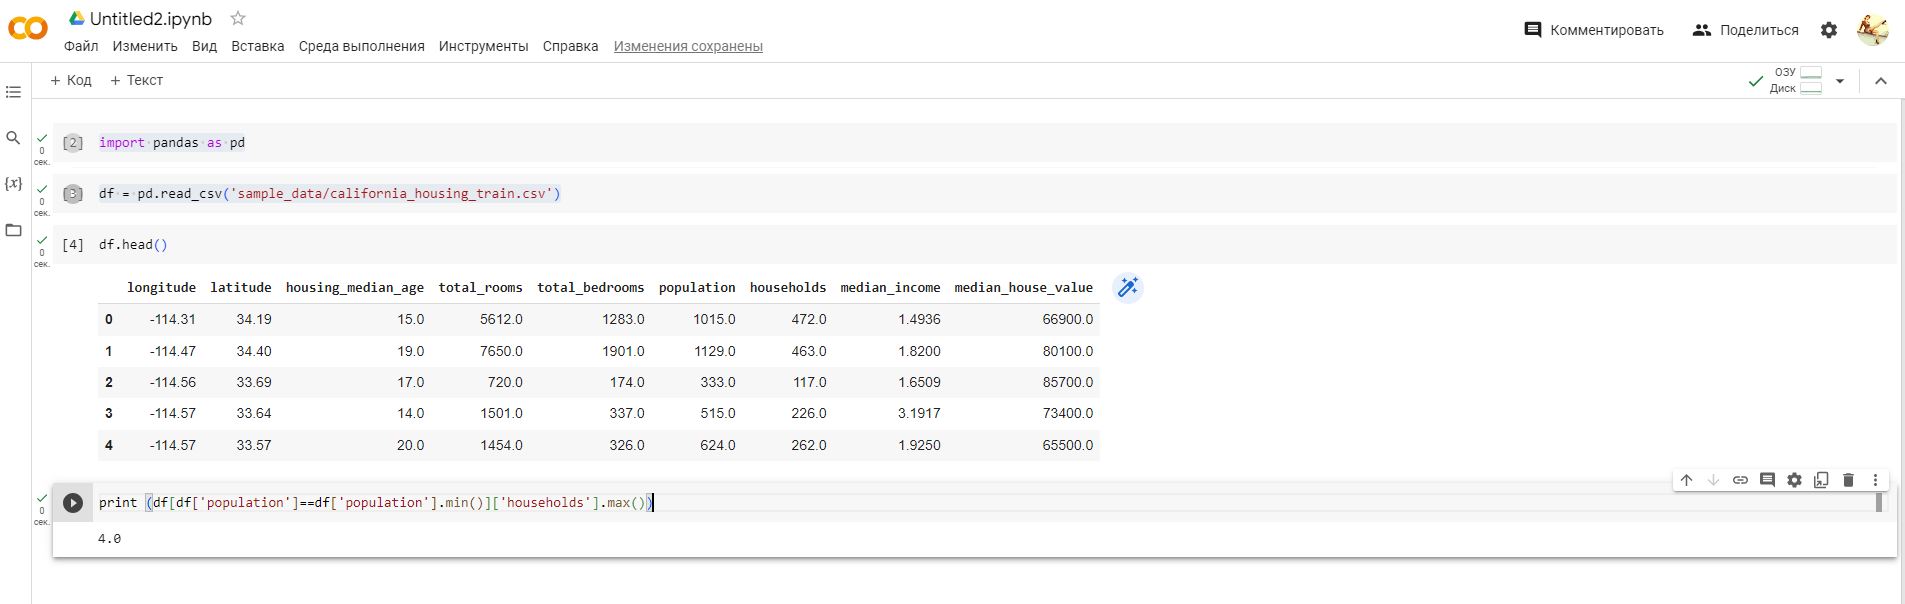 Untitled2.ipynb
Файл Изменить Вид Вставка Среда выполнения Инструменты Справка Изменения сохранены
Комментировать Поделиться
+ Код + Текст
ОЗУ
Диск
[2] import pandas as pd
0
сек.
{x}
[3] df = pd.read_csv('sample_data/california_housing_train.csv')
0
сек.
[4] df.head()
0
сек.
longitude latitude housing_median_age total_rooms total_bedrooms population households median_income median_house_value
0 -114.31 34.19 15.0 5612.0 1283.0 1015.0 472.0 1.4936 66900.0
1 -114.47 34.40 19.0 7650.0 1901.0 1129.0 463.0 1.8200 80100.0
2 -114.56 33.69 17.0 720.0 174.0 333.0 117.0 1.6509 85700.0
3 -114.57 33.64 14.0 1501.0 337.0 515.0 226.0 3.1917 73400.0
4 -114.57 33.57 20.0 1454.0 326.0 624.0 262.0 1.9250 65500.0
print (df[df['population']==df['population'].min()]['households'].max())
0
сек.
4.0